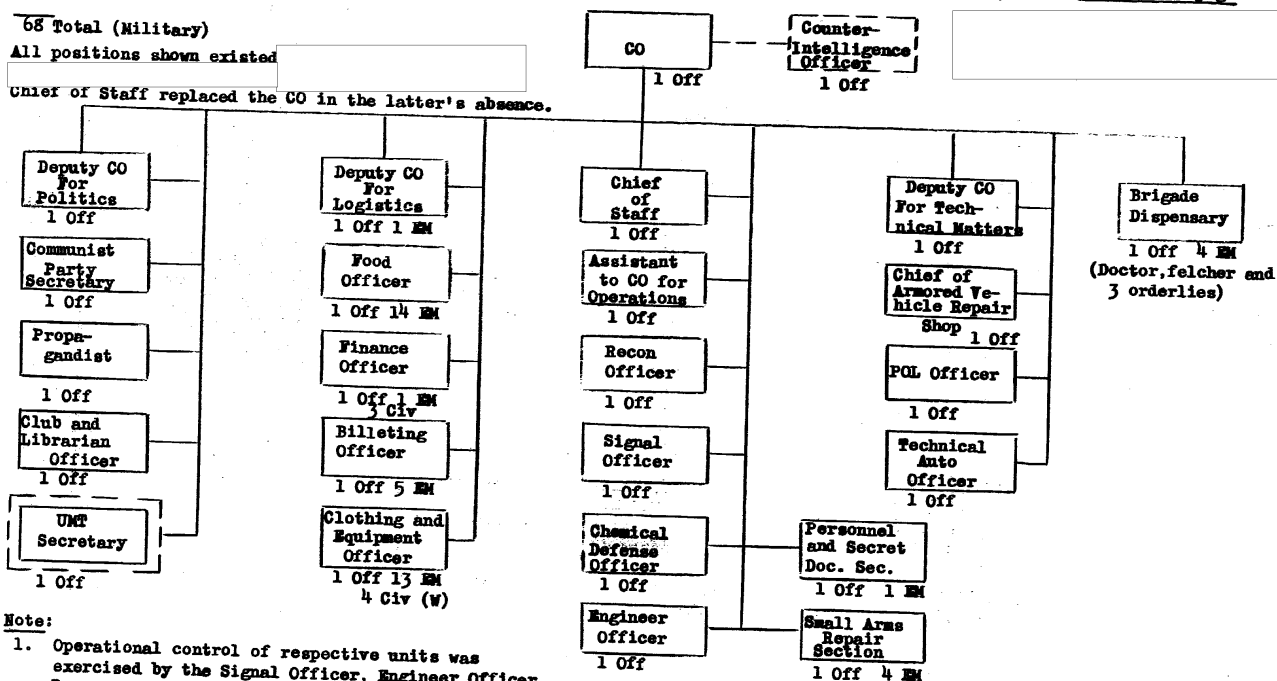 68 Total (Military)
All positions shown existed
Chief of Staff replaced the CO in the latter's absence.
CO
1 Off
Counter-
Intelligence
Officer
1 Off
Deputy CO
For
Politics
1 Off
Communist
Party
Secretary
1 Off
Propa-
gandist
1 Off
Club and
Librarian
Officer
1 Off
UMT
Secretary
1 Off
Deputy CO
For
Logistics
1 Off 1 EM
Food
Officer
1 Off 14 EM
Finance
Officer
1 Off 1 EM
3 Civ
Billeting
Officer
1 Off 5 EM
Clothing and
Equipment
Officer
1 Off 13 EM
4 Civ (W)
Chief
of
Staff
1 Off
Assistant
to CO for
Operations
1 Off
Recon
Officer
1 Off
Signal
Officer
1 Off
Chemical
Defense
Officer
1 Off
Engineer
Officer
1 Off
Personnel
and Secret
Doc. Sec.
1 Off 1 EM
Small Arms
Repair
Section
1 Off 4 EM
Deputy CO
For Tech-
nical Matters
1 Off
Chief of
Armored Ve-
hicle Repair
Shop
1 Off
POL Officer
1 Off
Technical
Auto
Officer
1 Off
Brigade
Dispensary
1 Off 4 EM
(Doctor,felcher and
3 orderlies)
Note:
1. Operational control of respective units was
exercised by the Signal Officer, Engineer Officer